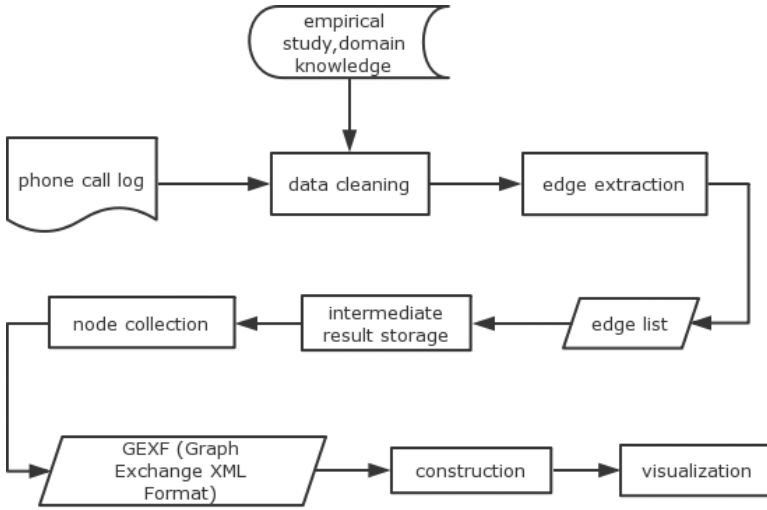 empirical
study,domain
knowledge
phone call log
data cleaning
edge extraction
node collection
intermediate
result storage
edge list
GEXF (Graph
Exchange XML
Format)
construction
visualization